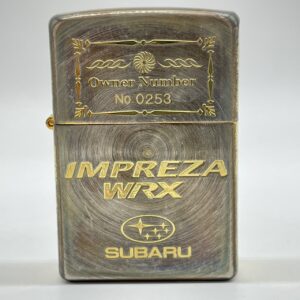 Owner Number
No 0253
IMPREZA
WRX
SUBARU